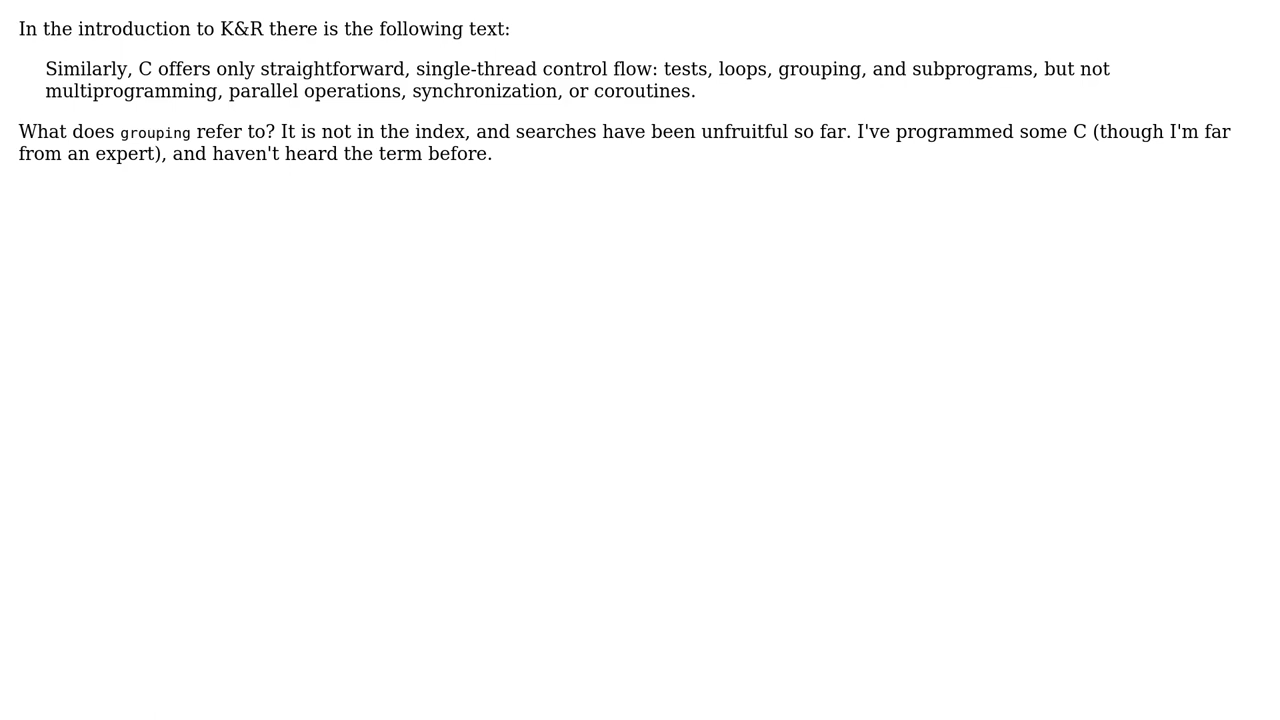 In the introduction to K&R there is the following text:
Similarly, C offers only straightforward, single-thread control flow: tests, loops, grouping, and subprograms, but not
multiprogramming, parallel operations, synchronization, or coroutines.
What does grouping refer to? It is not in the index, and searches have been unfruitful so far. I've programmed some C (though I'm far
from an expert), and haven't heard the term before.